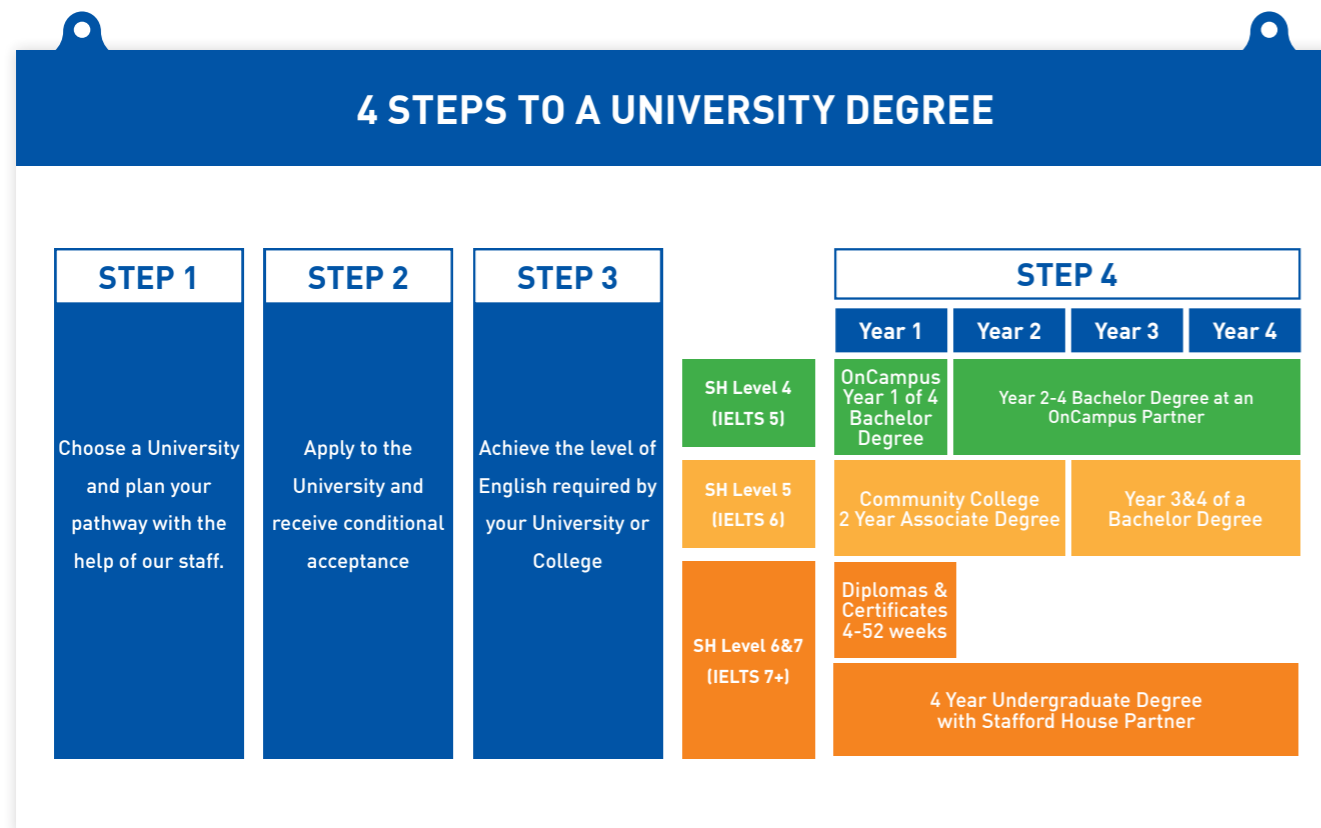 4 STEPS TO A UNIVERSITY DEGREE
STEP 1
Choose a University
and plan your
pathway with the
help of our staff.
STEP 2
Apply to the
University and
receive conditional
acceptance
STEP 3
Achieve the level of
English required by
your University or
College
STEP 4
Year 1
Year 2
Year 3
Year 4
SH Level 4
(IELTS 5)
OnCampus
Year 1 of 4
Bachelor
Degree
Year 2-4 Bachelor Degree at an
OnCampus Partner
SH Level 5
(IELTS 6)
Community College
2 Year Associate Degree
Year 3&4 of a
Bachelor Degree
SH Level 6&7
(IELTS 7+)
Diplomas &
Certificates
4-52 weeks
4 Year Undergraduate Degree
with Stafford House Partner